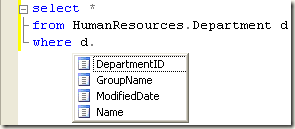 select *
from HumanResources.Department d
where d.
DepartmentID
GroupName
ModifiedDate
Name